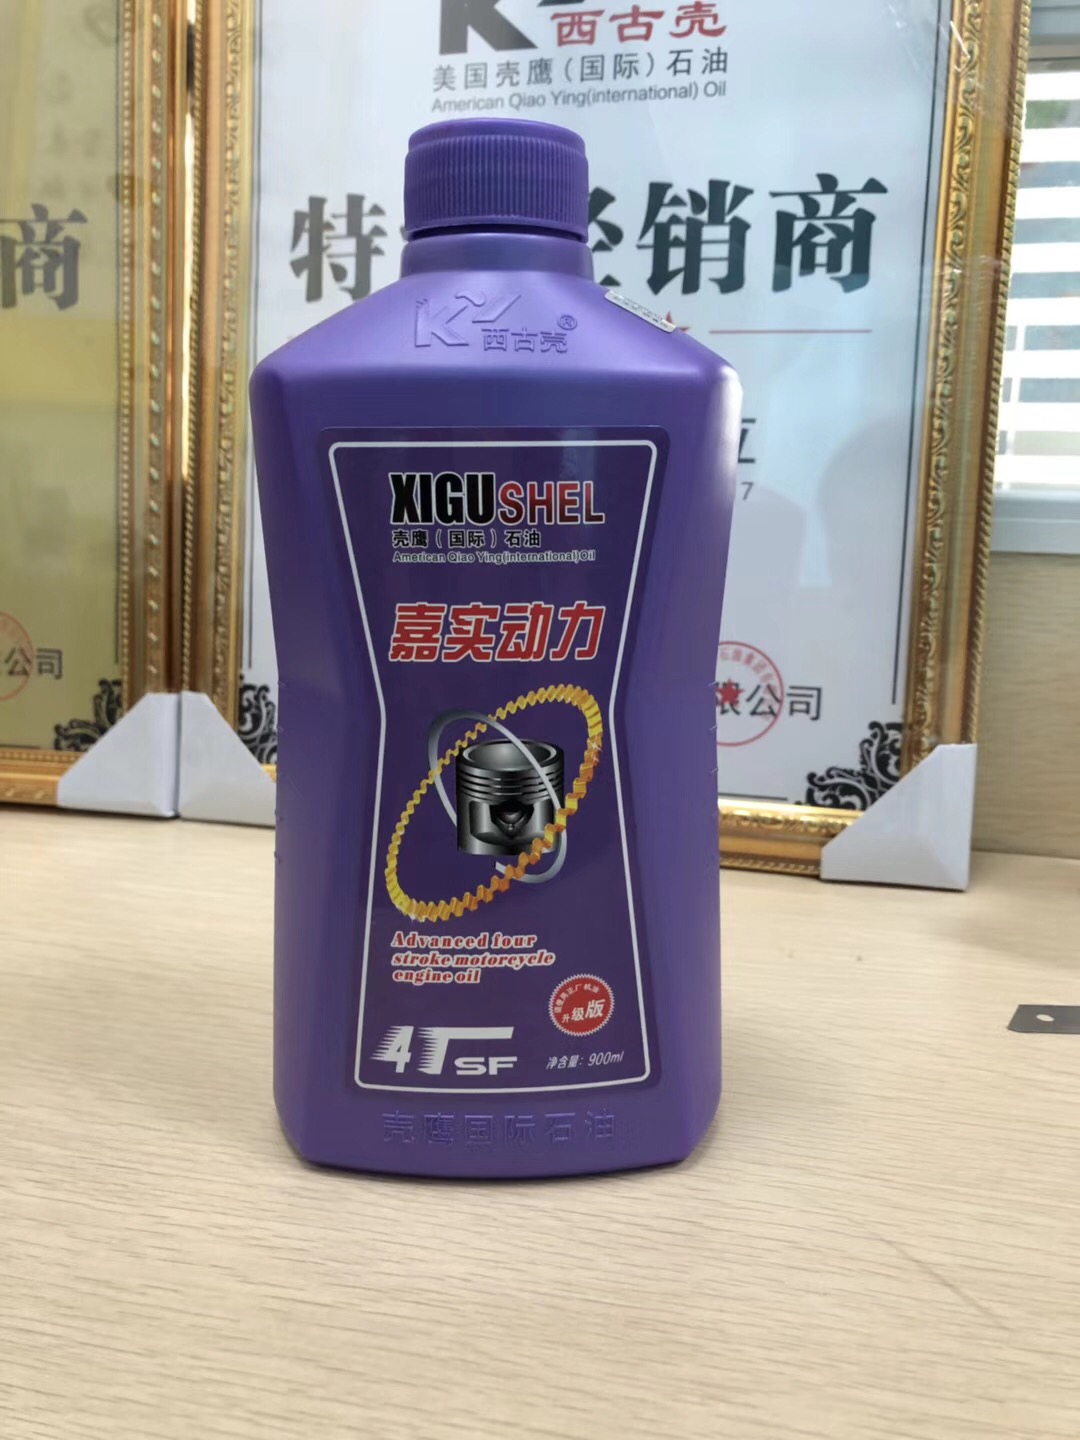 西古壳
美国壳鹰（国际）石油
American Qiao Ying(international) Oil
商
特 经销商
7
公司
限公司
KY 西古壳®
XIGUSHEL
壳鹰（国际）石油
American Qiao Ying(international)Oil
嘉实动力
Advanced four
stroke motorcycle
engine oil
升级版
4T SF
净含量：900ml
壳鹰国际石油